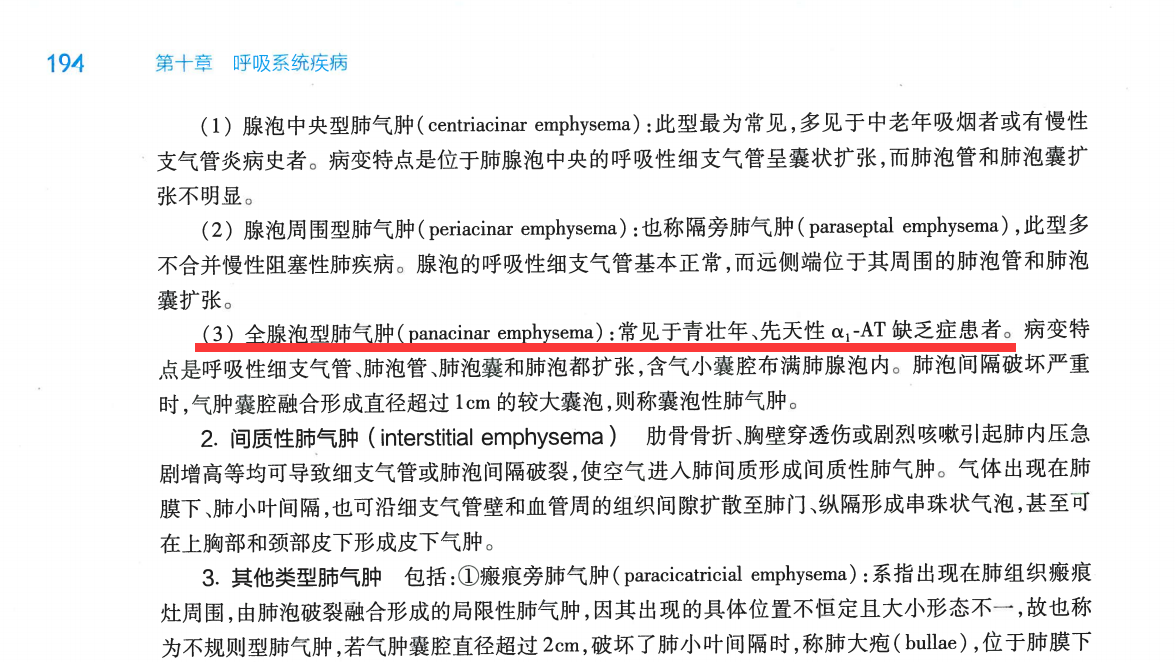 194 第十章 呼吸系统疾病
(1) 腺泡中央型肺气肿(centriacinar emphysema):此型最为常见,多见于中老年吸烟者或有慢性
支气管炎病史者。病变特点是位于肺腺泡中央的呼吸性细支气管呈囊状扩张,而肺泡管和肺泡囊扩
张不明显。
(2) 腺泡周围型肺气肿(periacinar emphysema):也称隔旁肺气肿(paraseptal emphysema),此型多
不合并慢性阻塞性肺疾病。腺泡的呼吸性细支气管基本正常,而远侧端位于其周围的肺泡管和肺泡
囊扩张。
(3) 全腺泡型肺气肿(panacinar emphysema):常见于青壮年、先天性 α₁-AT 缺乏症患者。病变特
点是呼吸性细支气管、肺泡管、肺泡囊和肺泡都扩张,含气小囊腔布满肺腺泡内。肺泡间隔破坏严重
时,气肿囊腔融合形成直径超过 1cm 的较大囊泡,则称囊泡性肺气肿。
2. 间质性肺气肿(interstitial emphysema) 肋骨骨折、胸壁穿透伤或剧烈咳嗽引起肺内压急
剧增高等均可导致细支气管或肺泡间隔破裂,使空气进入肺间质形成间质性肺气肿。气体出现在肺
膜下、肺小叶间隔,也可沿细支气管壁和血管周的组织间隙扩散至肺门、纵隔形成串珠状气泡,甚至可
在上胸部和颈部皮下形成皮下气肿。
3. 其他类型肺气肿 包括:①瘢痕旁肺气肿(paracicatricial emphysema):系指出现在肺组织瘢痕
灶周围,由肺泡破裂融合形成的局限性肺气肿,因其出现的具体位置不恒定且大小形态不一,故也称
为不规则型肺气肿,若气肿囊腔直径超过 2cm,破坏了肺小叶间隔时,称肺大疱(bullae),位于肺膜下